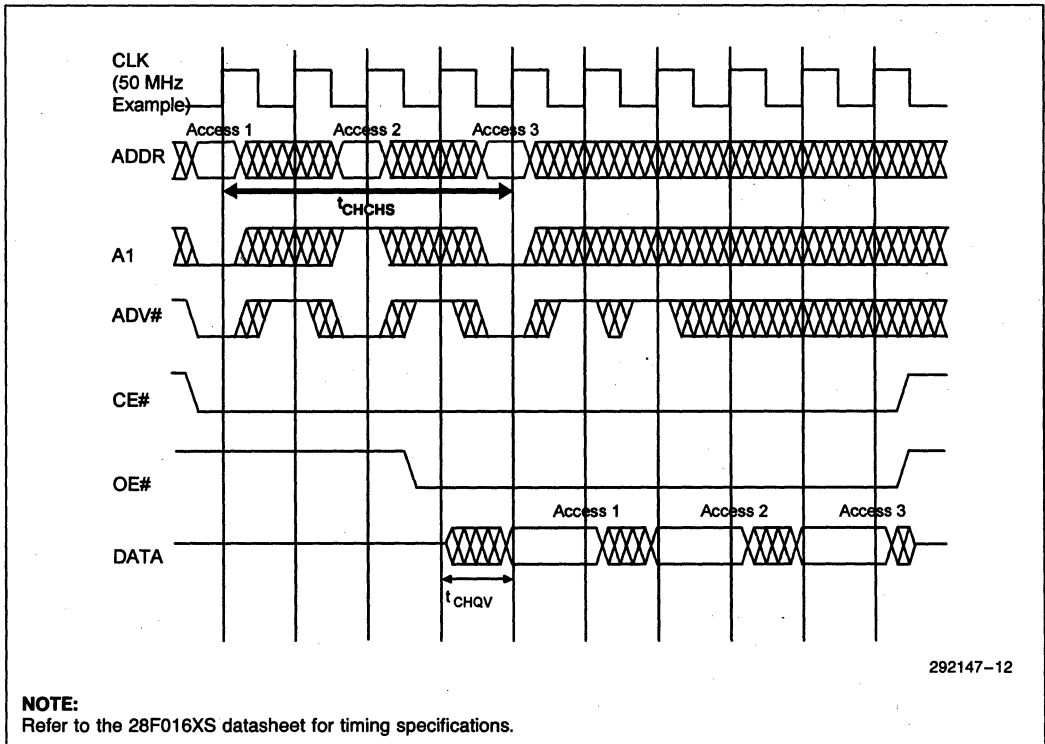 CLK
(50 MHz
Example)
Access 1 Access 2 Access 3
ADDR
tCHCHS
A1
ADV#
CE#
OE#
Access 1 Access 2 Access 3
DATA
tCHQV
292147–12
NOTE:
Refer to the 28F016XS datasheet for timing specifications.